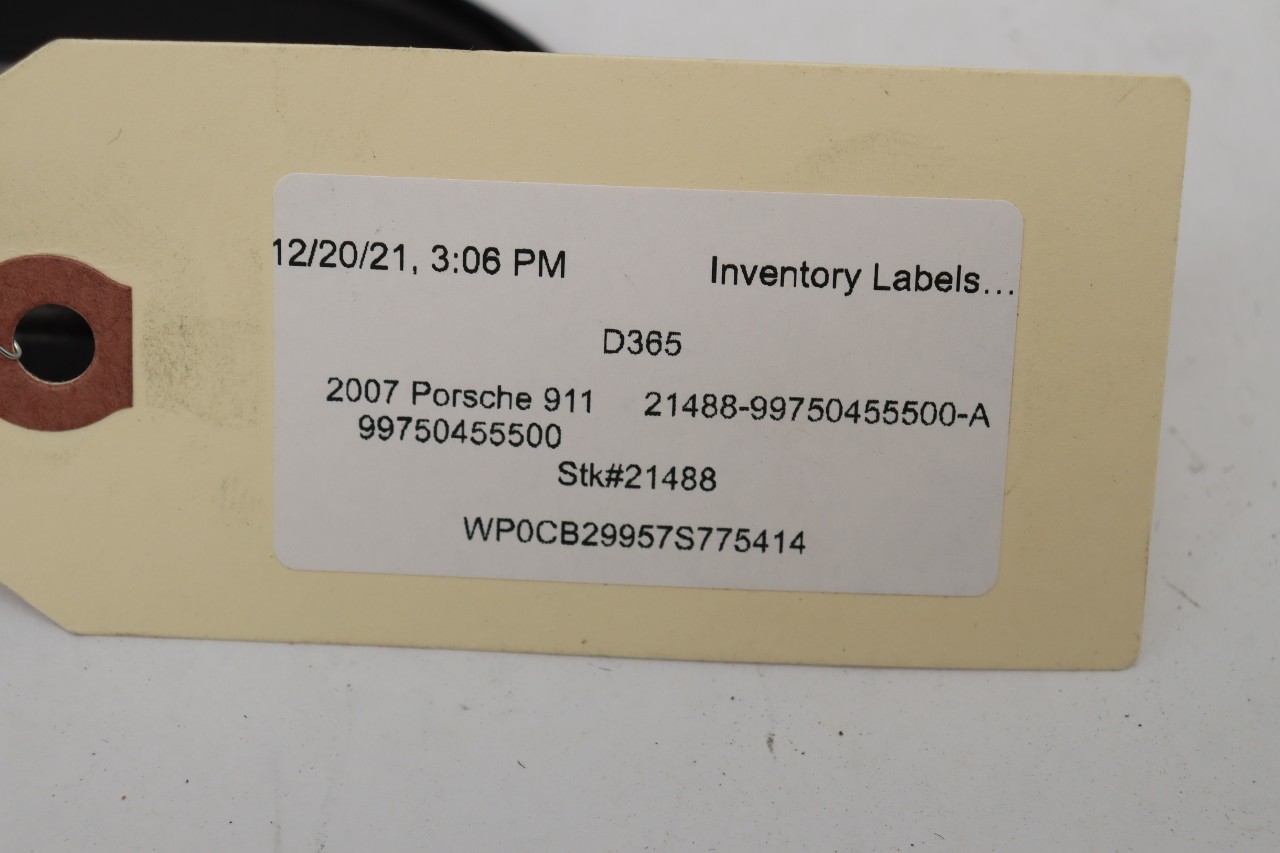 12/20/21, 3:06 PM Inventory Labels...
D365
2007 Porsche 911 21488-99750455500-A
99750455500
Stk#21488
WP0CB29957S775414